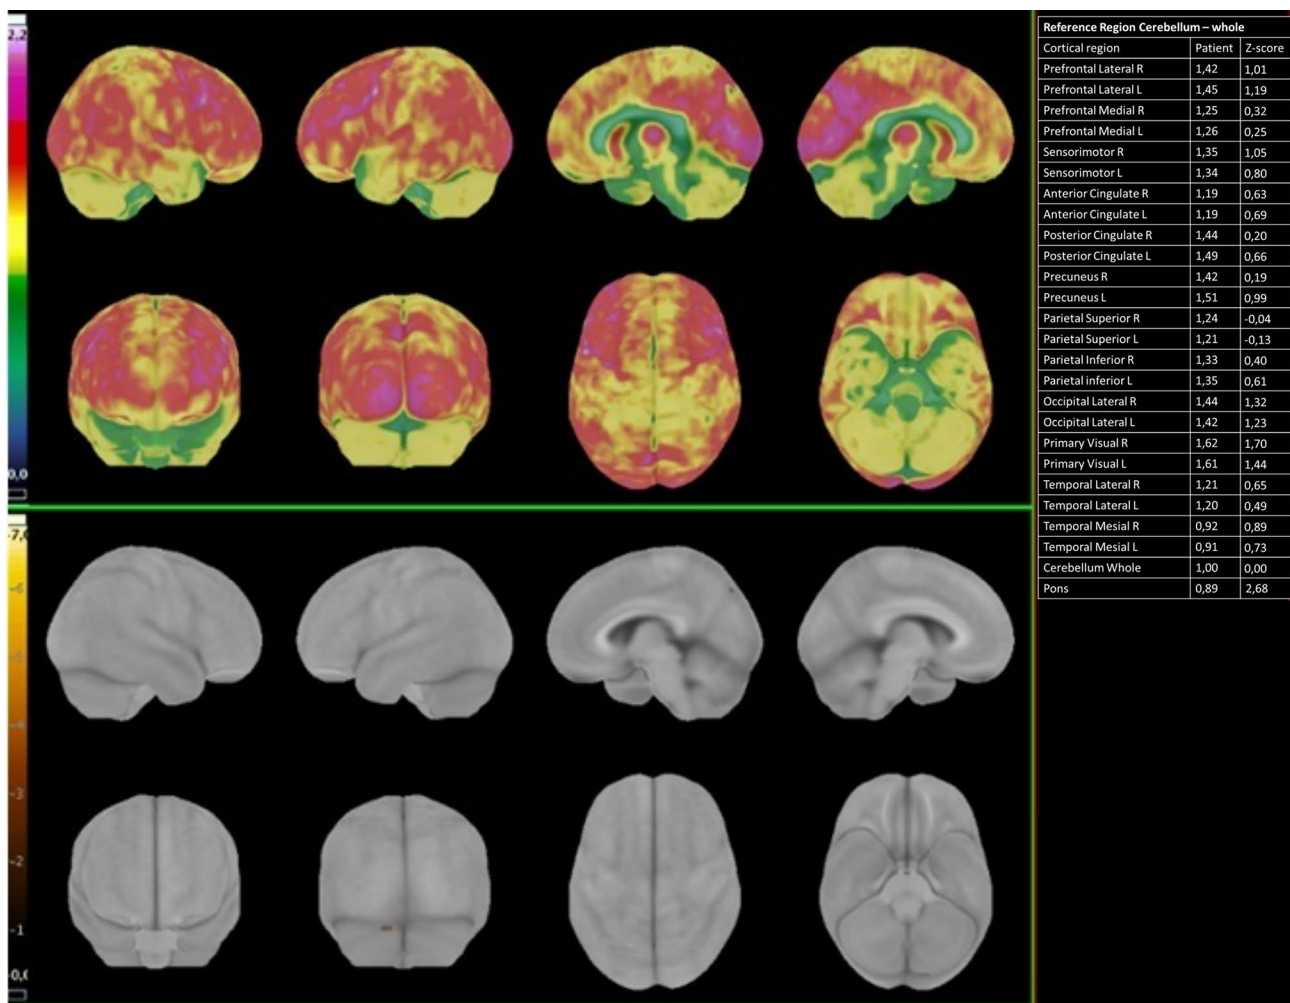 2,2
0,0
-7,0
-6
-5
-4
-3
-2
-1
0,0
Reference Region Cerebellum – whole
Cortical region Patient Z-score
Prefrontal Lateral R 1,42 1,01
Prefrontal Lateral L 1,45 1,19
Prefrontal Medial R 1,25 0,32
Prefrontal Medial L 1,26 0,25
Sensorimotor R 1,35 1,05
Sensorimotor L 1,34 0,80
Anterior Cingulate R 1,19 0,63
Anterior Cingulate L 1,19 0,69
Posterior Cingulate R 1,44 0,20
Posterior Cingulate L 1,49 0,66
Precuneus R 1,42 0,19
Precuneus L 1,51 0,99
Parietal Superior R 1,24 -0,04
Parietal Superior L 1,21 -0,13
Parietal Inferior R 1,33 0,40
Parietal inferior L 1,35 0,61
Occipital Lateral R 1,44 1,32
Occipital Lateral L 1,42 1,23
Primary Visual R 1,62 1,70
Primary Visual L 1,61 1,44
Temporal Lateral R 1,21 0,65
Temporal Lateral L 1,20 0,49
Temporal Mesial R 0,92 0,89
Temporal Mesial L 0,91 0,73
Cerebellum Whole 1,00 0,00
Pons 0,89 2,68